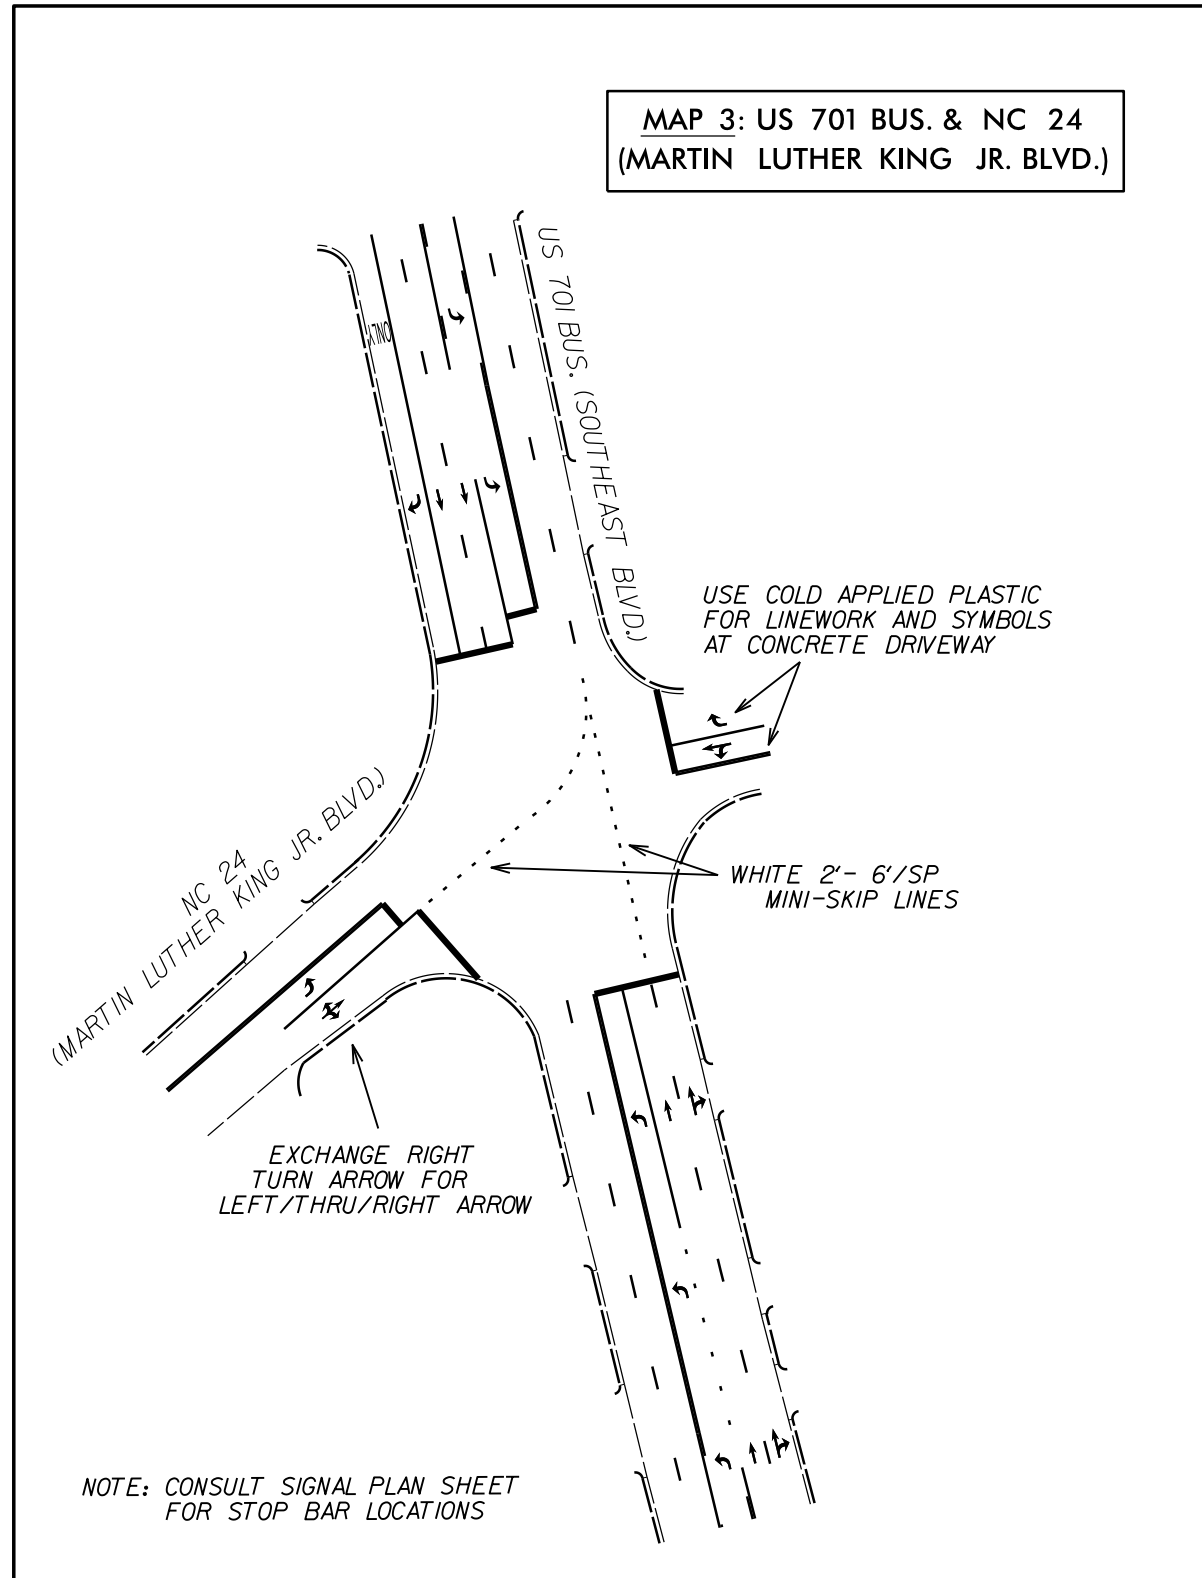 MAP 3: US 701 BUS. & NC 24
(MARTIN LUTHER KING JR. BLVD.)
US 701 BUS. (SOUTHEAST BLVD.)
ONLY
USE COLD APPLIED PLASTIC
FOR LINEWORK AND SYMBOLS
AT CONCRETE DRIVEWAY
NC 24
(MARTIN LUTHER KING JR. BLVD.)
WHITE 2'- 6'/SP
MINI-SKIP LINES
EXCHANGE RIGHT
TURN ARROW FOR
LEFT/THRU/RIGHT ARROW
NOTE: CONSULT SIGNAL PLAN SHEET
FOR STOP BAR LOCATIONS